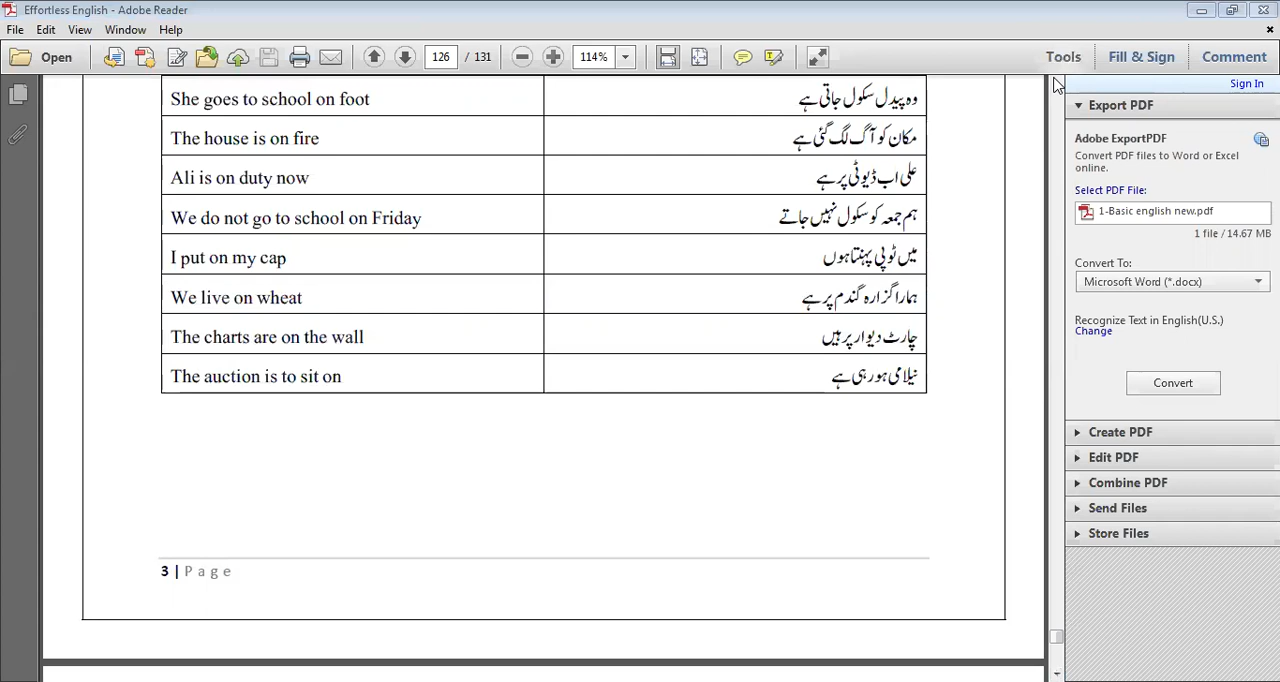 Effortless English - Adobe Reader
File Edit View Window Help
Open 126 / 131 114% Tools Fill & Sign Comment
Sign In
She goes to school on foot وہ پیدل سکول جاتی ہے
The house is on fire مکان کو آگ لگ گئی ہے
Ali is on duty now علی اب ڈیوٹی پر ہے
We do not go to school on Friday ہم جمعہ کو سکول نہیں جاتے
I put on my cap میں ٹوپی پہنتا ہوں
We live on wheat ہمارا گزارہ گندم پر ہے
The charts are on the wall چارٹ دیوار پر ہیں
The auction is to sit on نیلامی ہو رہی ہے
3 | Page
Export PDF
Adobe ExportPDF
Convert PDF files to Word or Excel
online.
Select PDF File:
1-Basic english new.pdf
1 file / 14.67 MB
Convert To:
Microsoft Word (*.docx)
Recognize Text in English(U.S.)
Change
Convert
Create PDF
Edit PDF
Combine PDF
Send Files
Store Files